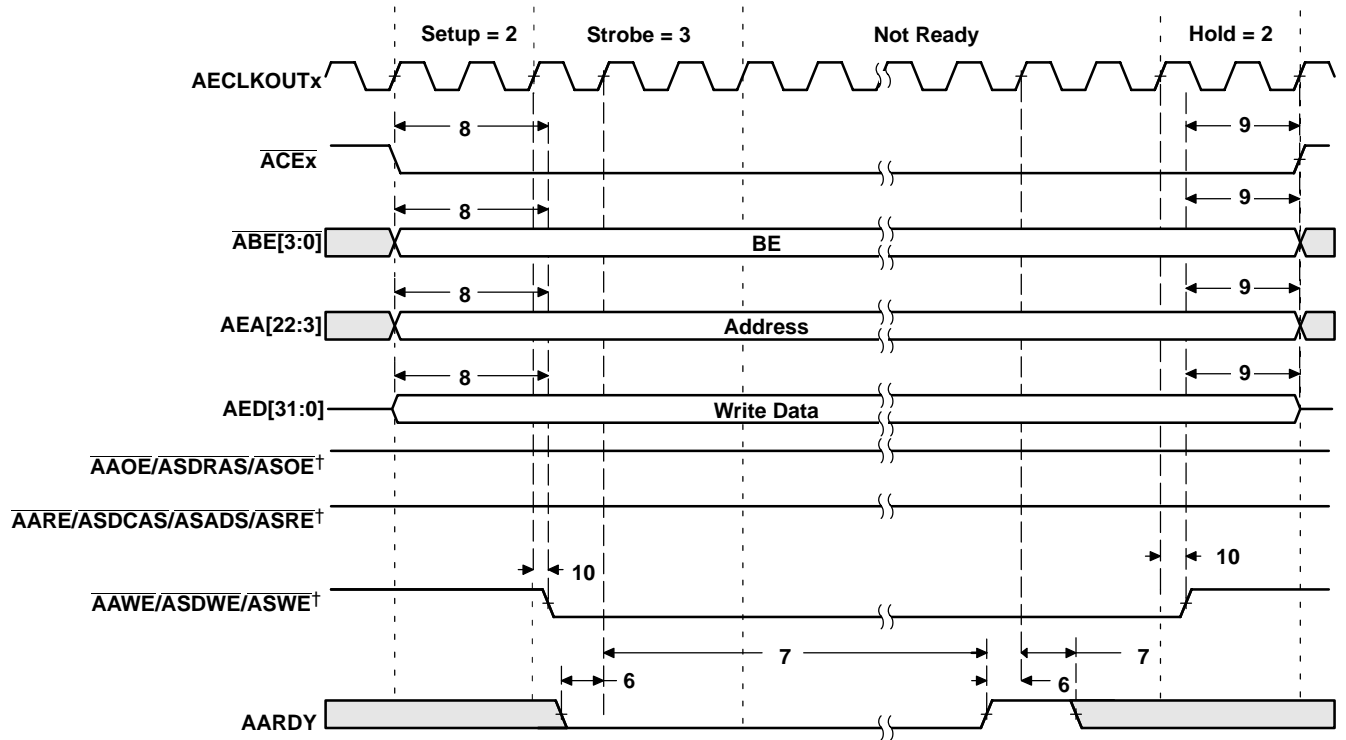 Setup = 2 Strobe = 3 Not Ready Hold = 2
AECLKOUTx
8 9
ACEx
8 9
ABE[3:0] BE
8 9
AEA[22:3] Address
8 9
AED[31:0] Write Data
AAOE/ASDRAS/ASOE†
AARE/ASDCAS/ASADS/ASRE†
10 10
AAWE/ASDWE/ASWE†
7 7
6 6
AARDY